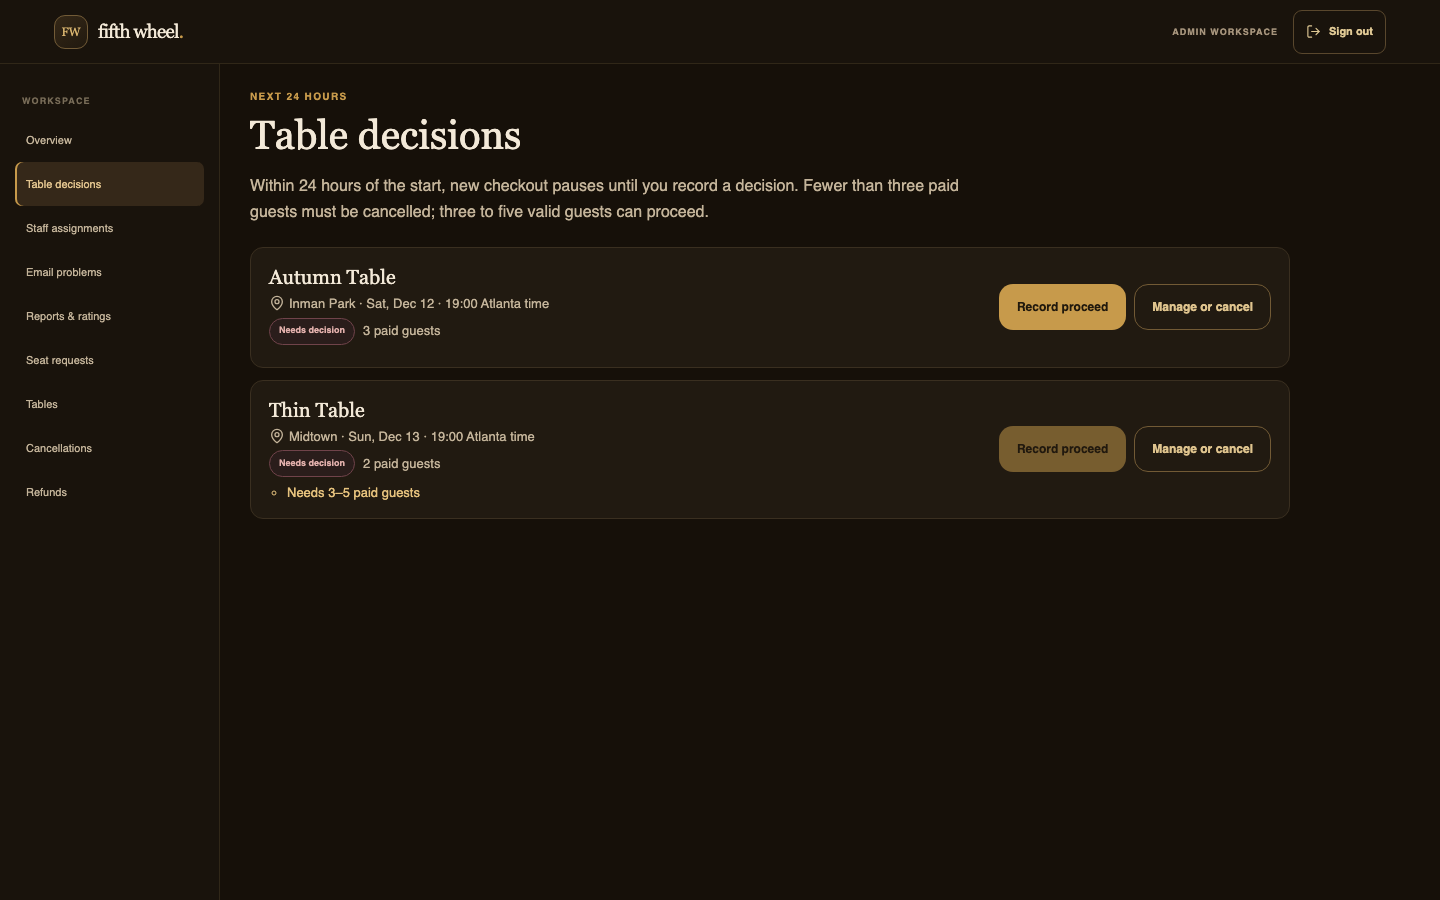 FW fifth wheel.
ADMIN WORKSPACE
Sign out
WORKSPACE
Overview
Table decisions
Staff assignments
Email problems
Reports & ratings
Seat requests
Tables
Cancellations
Refunds
NEXT 24 HOURS
Table decisions
Within 24 hours of the start, new checkout pauses until you record a decision. Fewer than three paid
guests must be cancelled; three to five valid guests can proceed.
Autumn Table
Inman Park · Sat, Dec 12 · 19:00 Atlanta time
Needs decision 3 paid guests
Record proceed
Manage or cancel
Thin Table
Midtown · Sun, Dec 13 · 19:00 Atlanta time
Needs decision 2 paid guests
Needs 3–5 paid guests
Record proceed
Manage or cancel